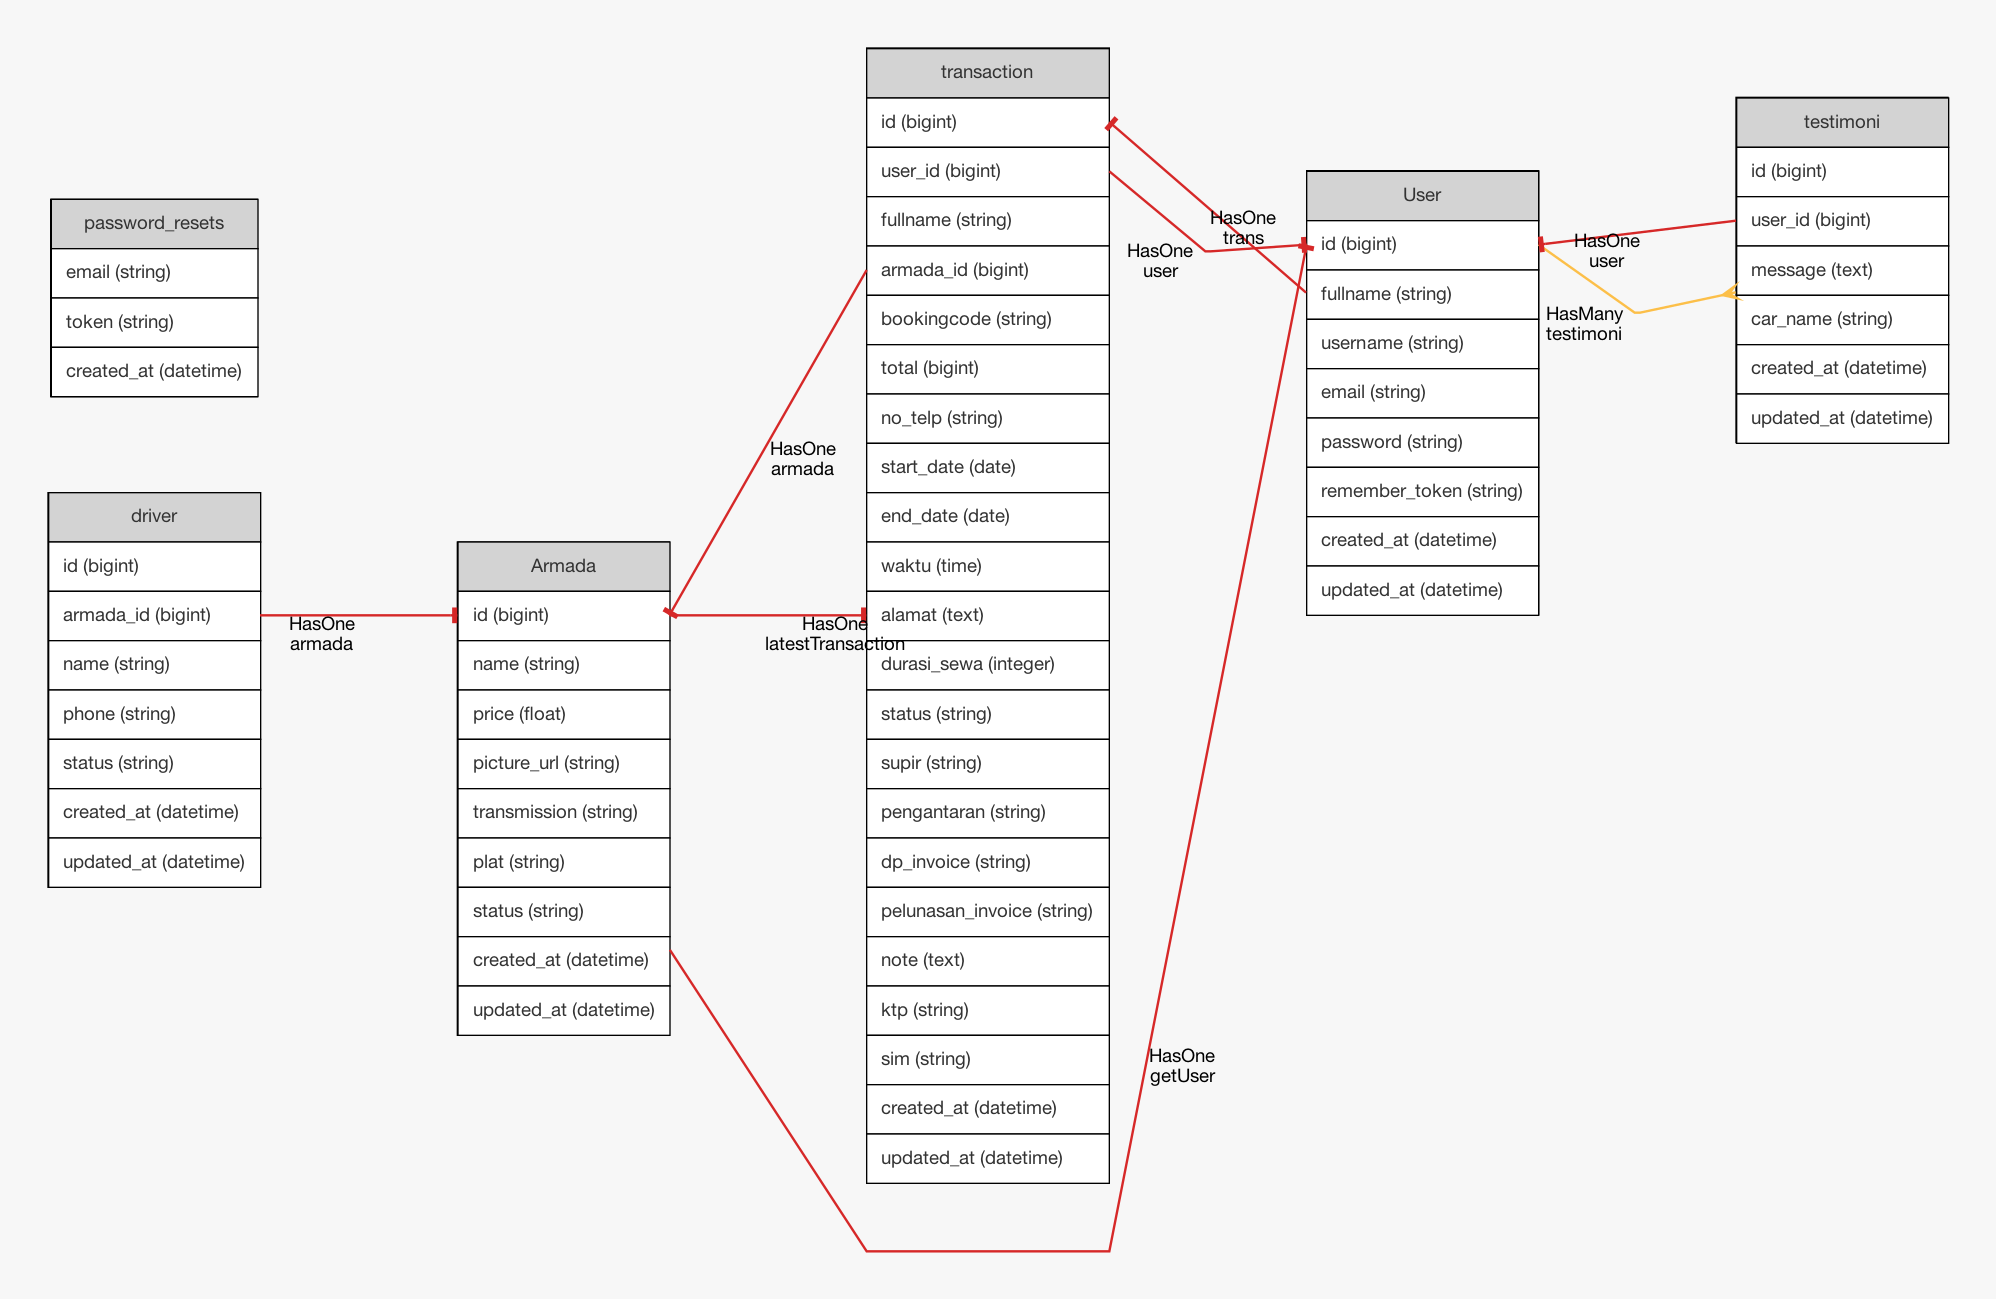 password_resets
email (string)
token (string)
created_at (datetime)
driver
id (bigint)
armada_id (bigint)
name (string)
phone (string)
status (string)
created_at (datetime)
updated_at (datetime)
HasOne
armada
Armada
id (bigint)
name (string)
price (float)
picture_url (string)
transmission (string)
plat (string)
status (string)
created_at (datetime)
updated_at (datetime)
HasOne
armada
HasOne
latestTransaction
transaction
id (bigint)
user_id (bigint)
fullname (string)
armada_id (bigint)
bookingcode (string)
total (bigint)
no_telp (string)
start_date (date)
end_date (date)
waktu (time)
alamat (text)
durasi_sewa (integer)
status (string)
supir (string)
pengantaran (string)
dp_invoice (string)
pelunasan_invoice (string)
note (text)
ktp (string)
sim (string)
created_at (datetime)
updated_at (datetime)
HasOne
trans
HasOne
user
HasOne
getUser
User
id (bigint)
fullname (string)
username (string)
email (string)
password (string)
remember_token (string)
created_at (datetime)
updated_at (datetime)
HasOne
user
HasMany
testimoni
testimoni
id (bigint)
user_id (bigint)
message (text)
car_name (string)
created_at (datetime)
updated_at (datetime)